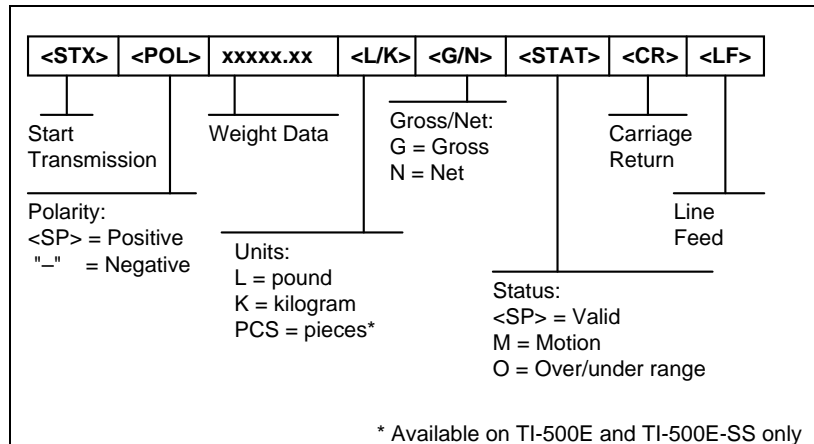 <STX> <POL> xxxxx.xx <L/K> <G/N> <STAT> <CR> <LF>
Start
Transmission
Weight Data
Gross/Net:
G = Gross
N = Net
Carriage
Return
Polarity:
<SP> = Positive
"–" = Negative
Units:
L = pound
K = kilogram
PCS = pieces*
Line
Feed
Status:
<SP> = Valid
M = Motion
O = Over/under range
* Available on TI-500E and TI-500E-SS only